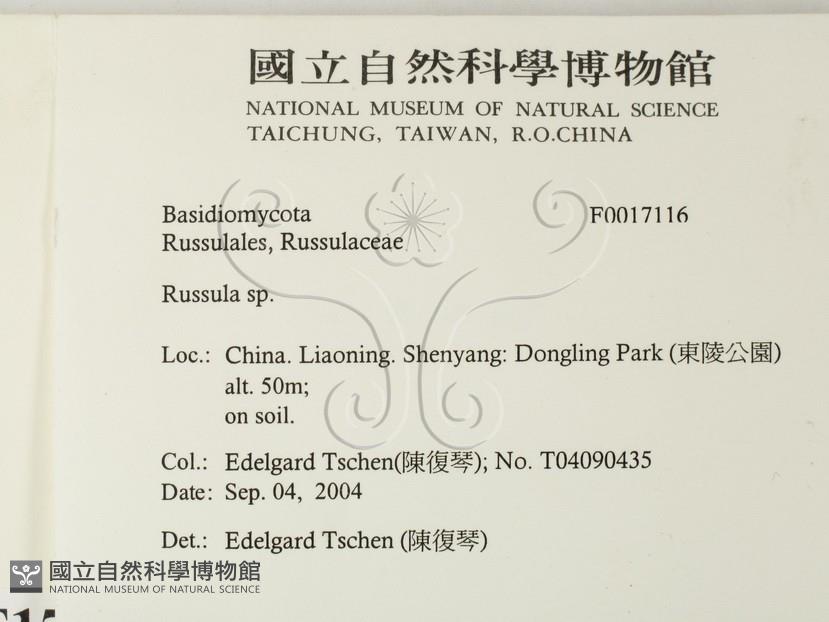 國立自然科學博物館
NATIONAL MUSEUM OF NATURAL SCIENCE
TAICHUNG, TAIWAN, R.O.CHINA
Basidiomycota F0017116
Russulales, Russulaceae
Russula sp.
Loc.: China. Liaoning. Shenyang: Dongling Park (東陵公園)
alt. 50m;
on soil.
Col.: Edelgard Tschen(陳復琴); No. T04090435
Date: Sep. 04, 2004
Det.: Edelgard Tschen (陳復琴)
國立自然科學博物館
NATIONAL MUSEUM OF NATURAL SCIENCE